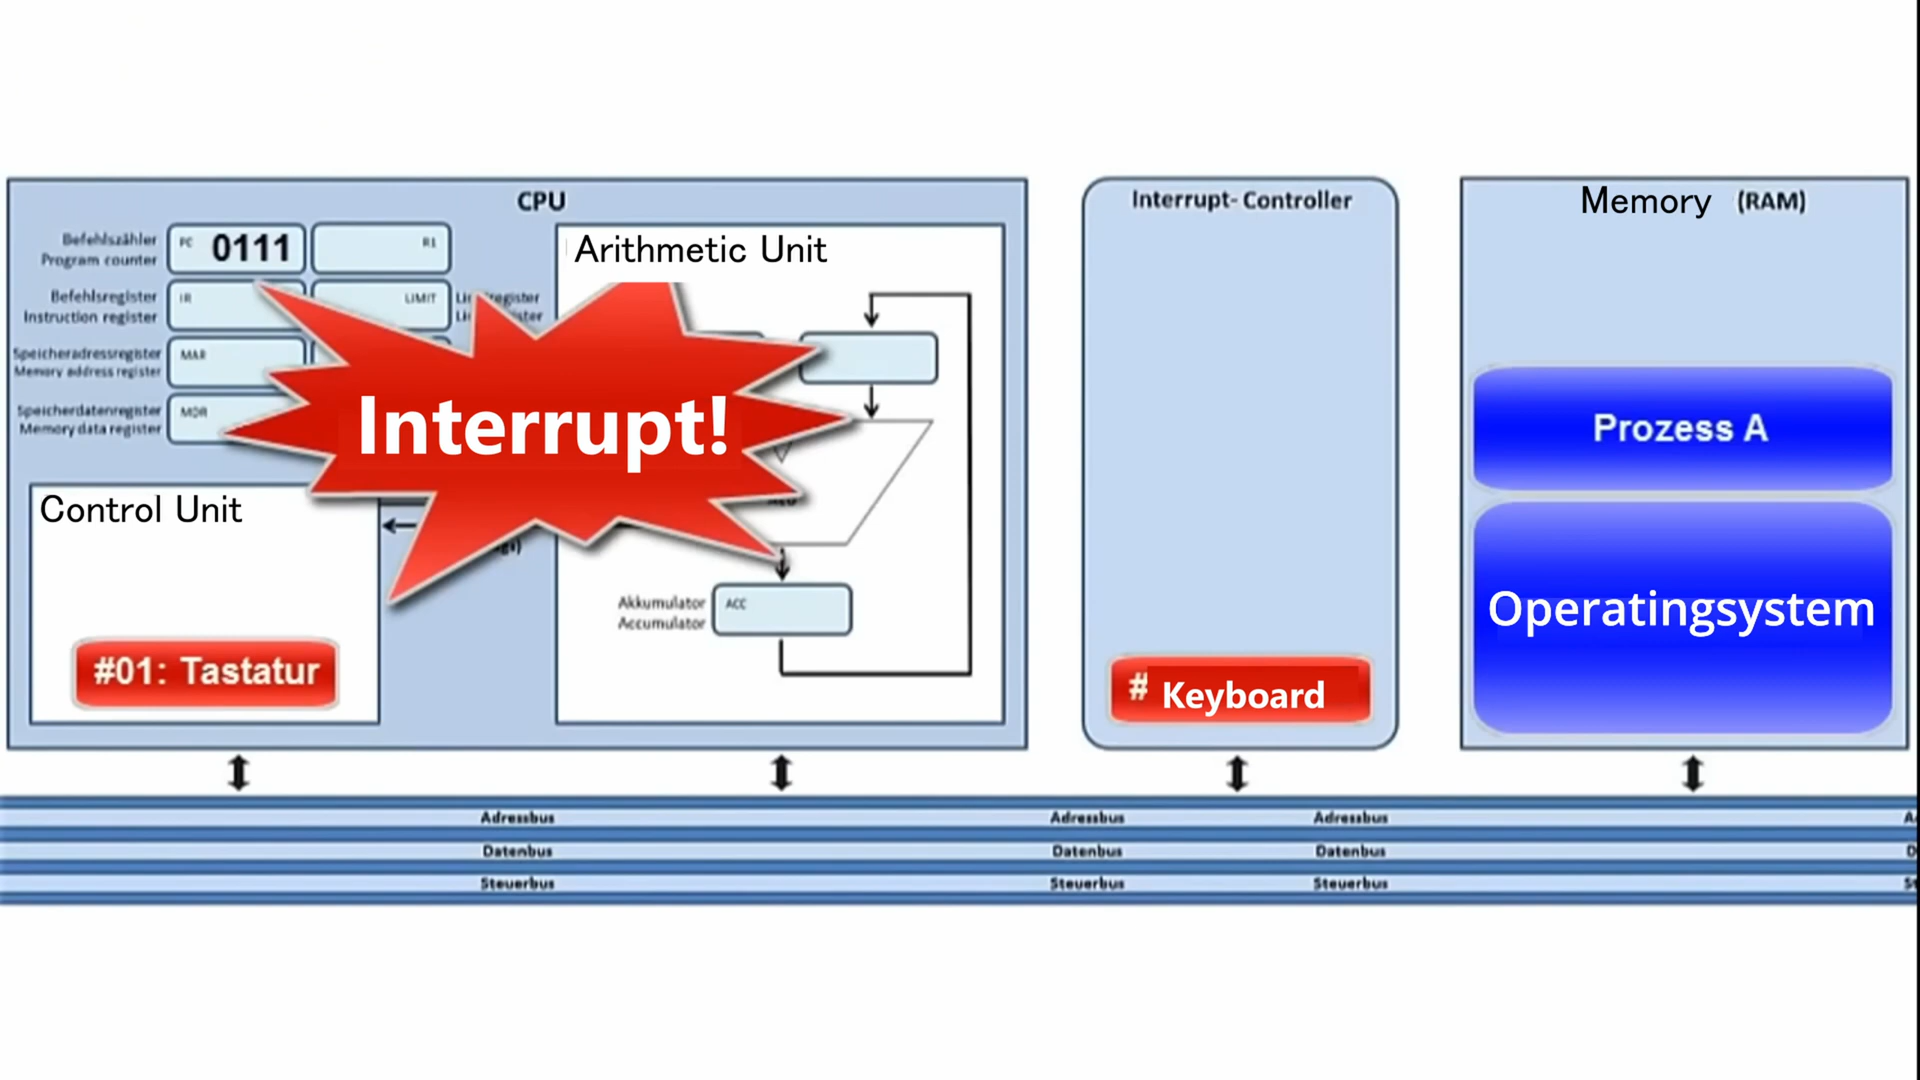 CPU
Befehlszähler
Program counter
PC 0111
R1
Befehlsregister
Instruction register
IR
LIMIT
Speicheradressregister
Memory address register
MAR
Speicherdatenregister
Memory data register
MDR
Interrupt!
Arithmetic Unit
Control Unit
#01: Tastatur
Akkumulator
Accumulator
ACC
Interrupt-Controller
# Keyboard
Memory (RAM)
Prozess A
Operatingsystem
Adressbus Adressbus Adressbus
Datenbus Datenbus Datenbus
Steuerbus Steuerbus Steuerbus